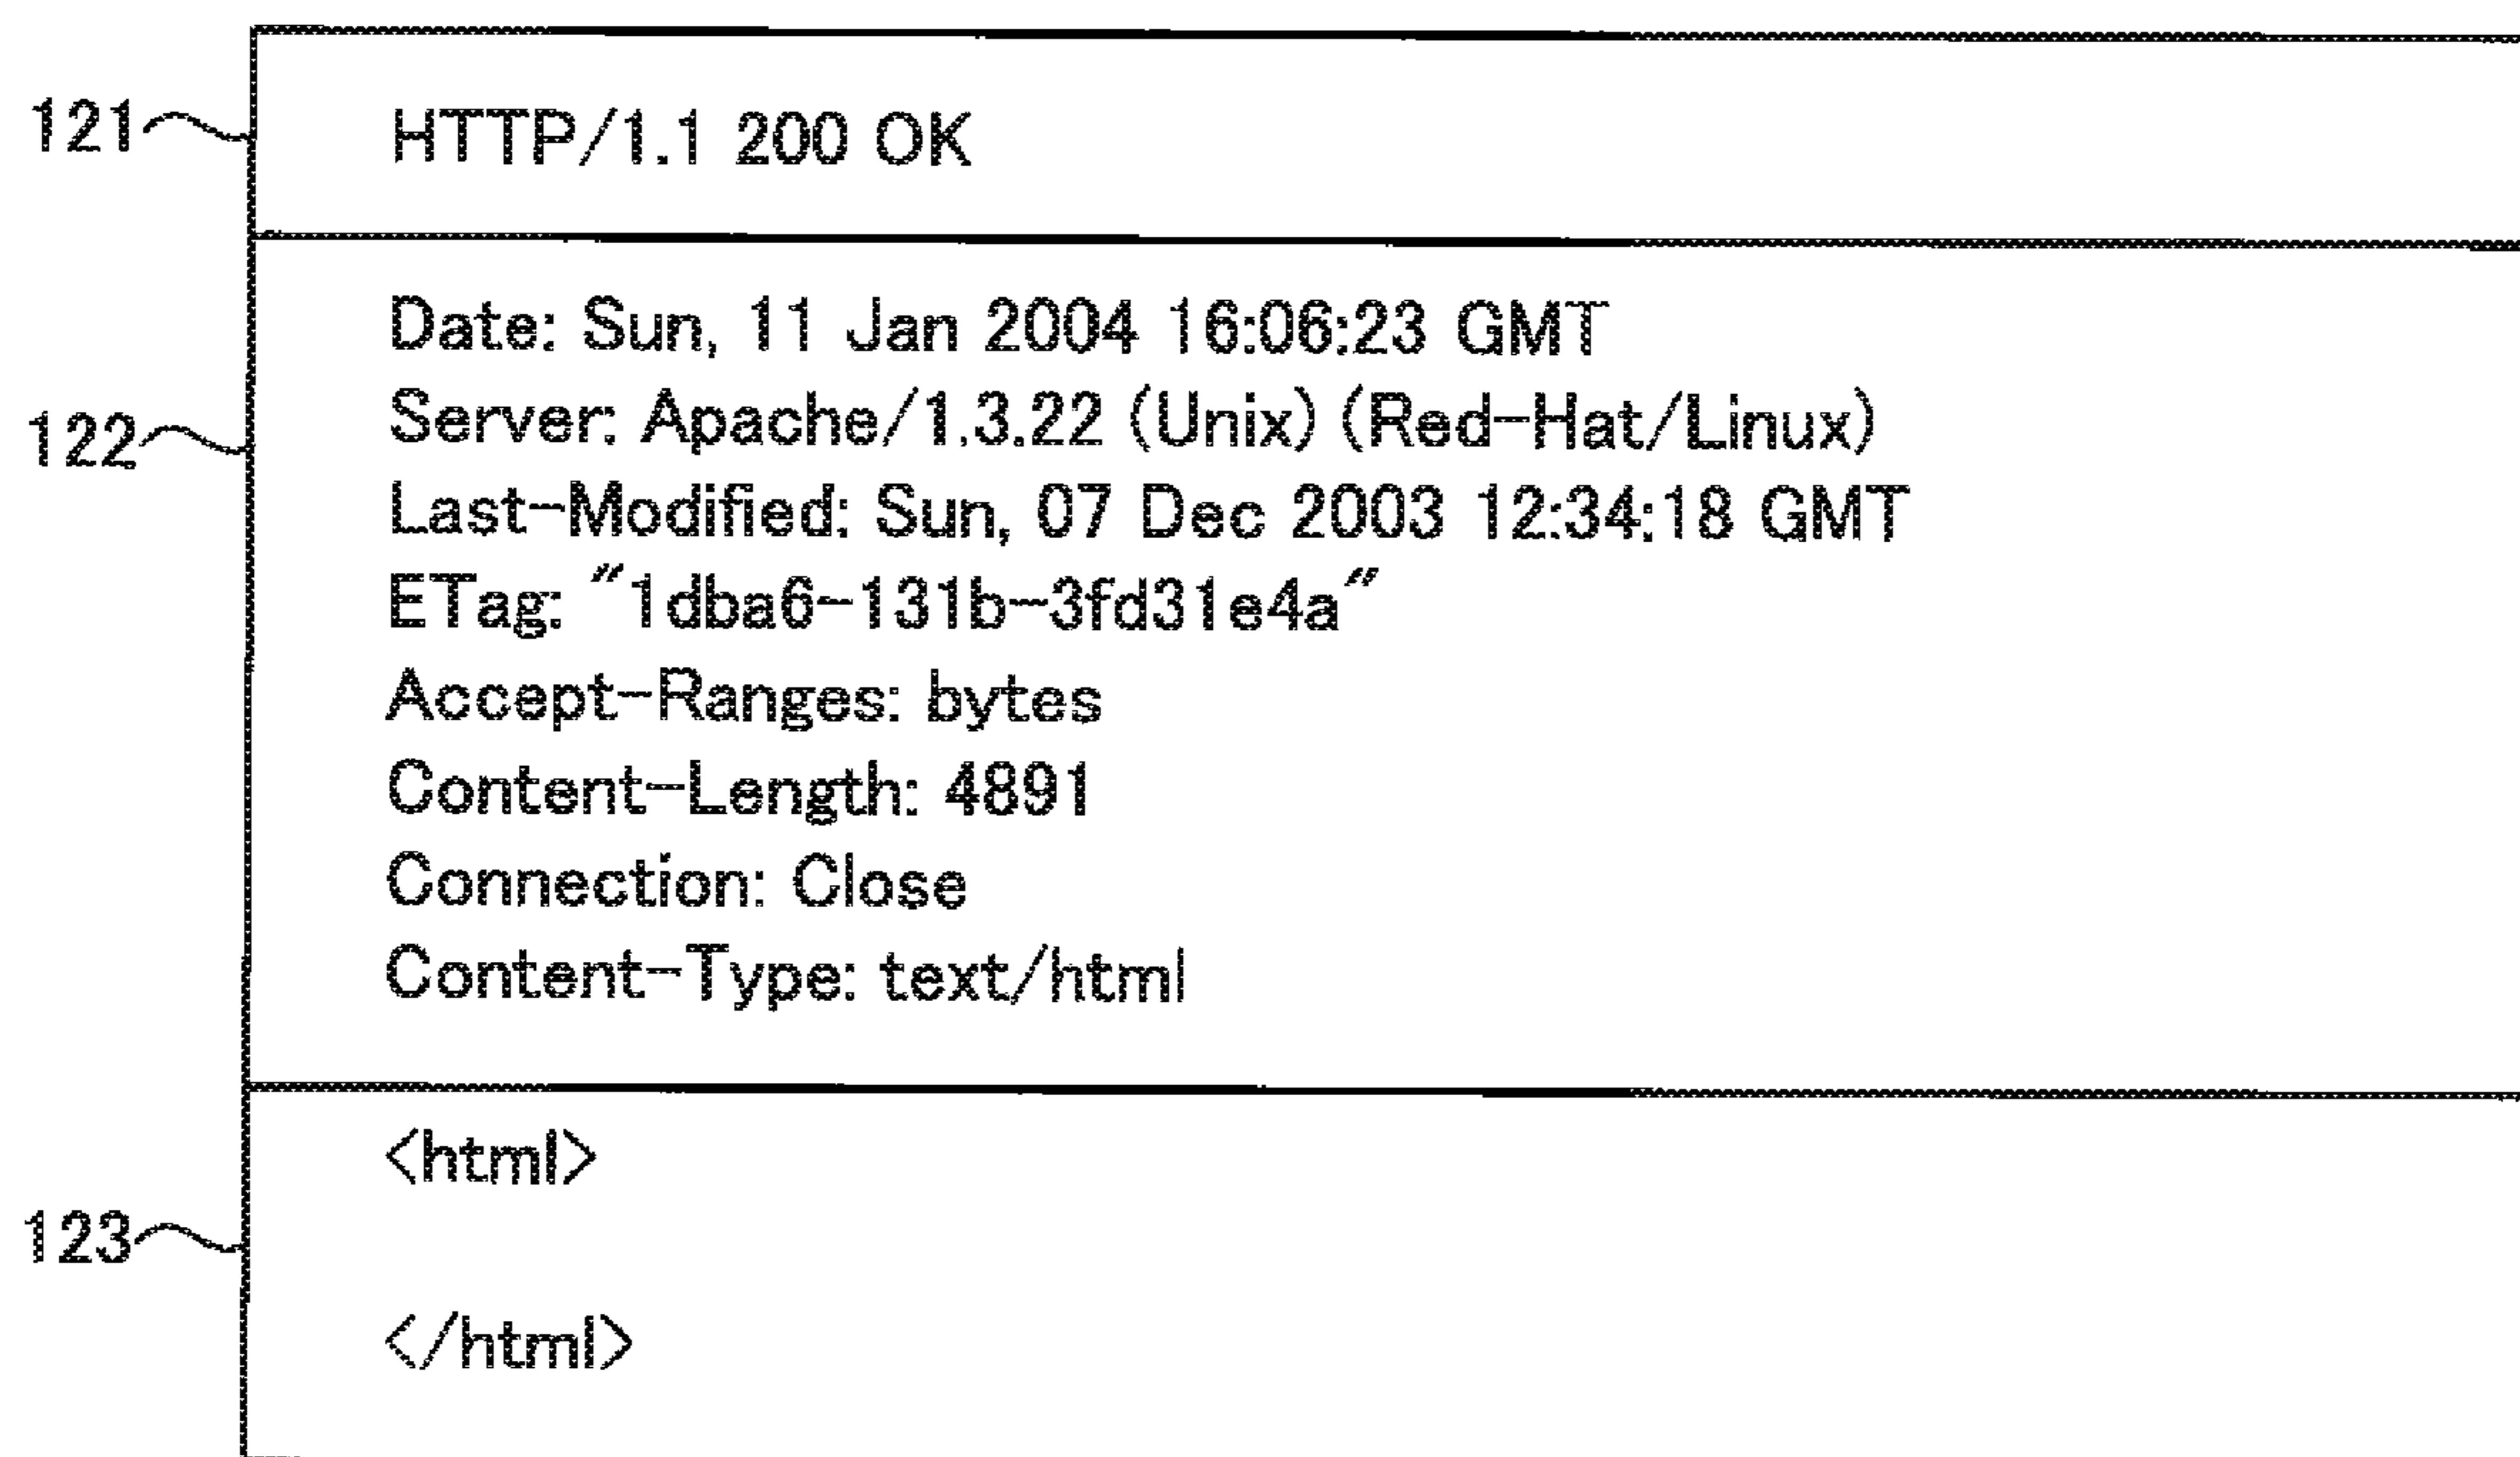 121 HTTP/1.1 200 OK
Date: Sun, 11 Jan 2004 16:06:23 GMT
122 Server: Apache/1.3.22 (Unix) (Red-Hat/Linux)
Last-Modified: Sun, 07 Dec 2003 12:34:18 GMT
ETag: "1dba6-131b-3fd31e4a"
Accept-Ranges: bytes
Content-Length: 4891
Connection: Close
Content-Type: text/html
<html>
123
</html>